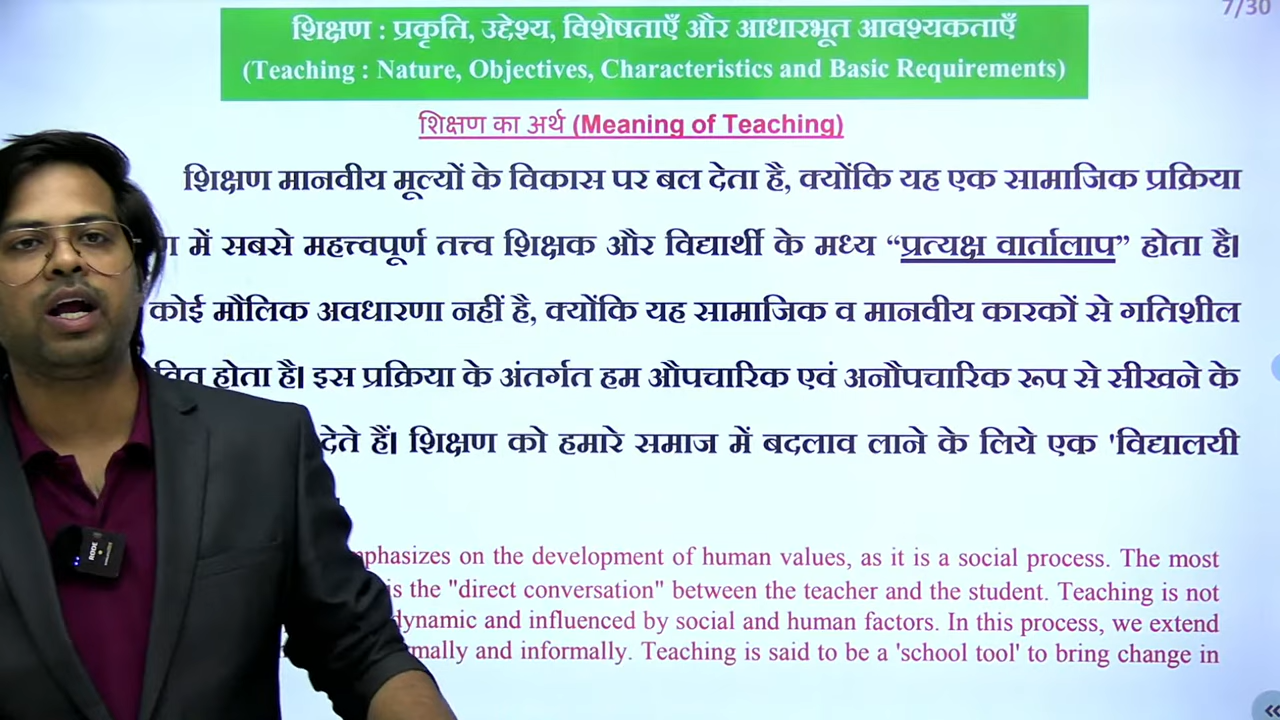 7/30
शिक्षण : प्रकृति, उद्देश्य, विशेषताएँ और आधारभूत आवश्यकताएँ
(Teaching : Nature, Objectives, Characteristics and Basic Requirements)
शिक्षण का अर्थ (Meaning of Teaching)
शिक्षण मानवीय मूल्यों के विकास पर बल देता है, क्योंकि यह एक सामाजिक प्रक्रिया
में सबसे महत्त्वपूर्ण तत्त्व शिक्षक और विद्यार्थी के मध्य “प्रत्यक्ष वार्तालाप” होता है।
कोई मौलिक अवधारणा नहीं है, क्योंकि यह सामाजिक व मानवीय कारकों से गतिशील
होता है। इस प्रक्रिया के अंतर्गत हम औपचारिक एवं अनौपचारिक रूप से सीखने के
देते हैं। शिक्षण को हमारे समाज में बदलाव लाने के लिये एक 'विद्यालयी
on the development of human values, as it is a social process. The most
is the "direct conversation" between the teacher and the student. Teaching is not
dynamic and influenced by social and human factors. In this process, we extend
and informally. Teaching is said to be a 'school tool' to bring change in
RODE